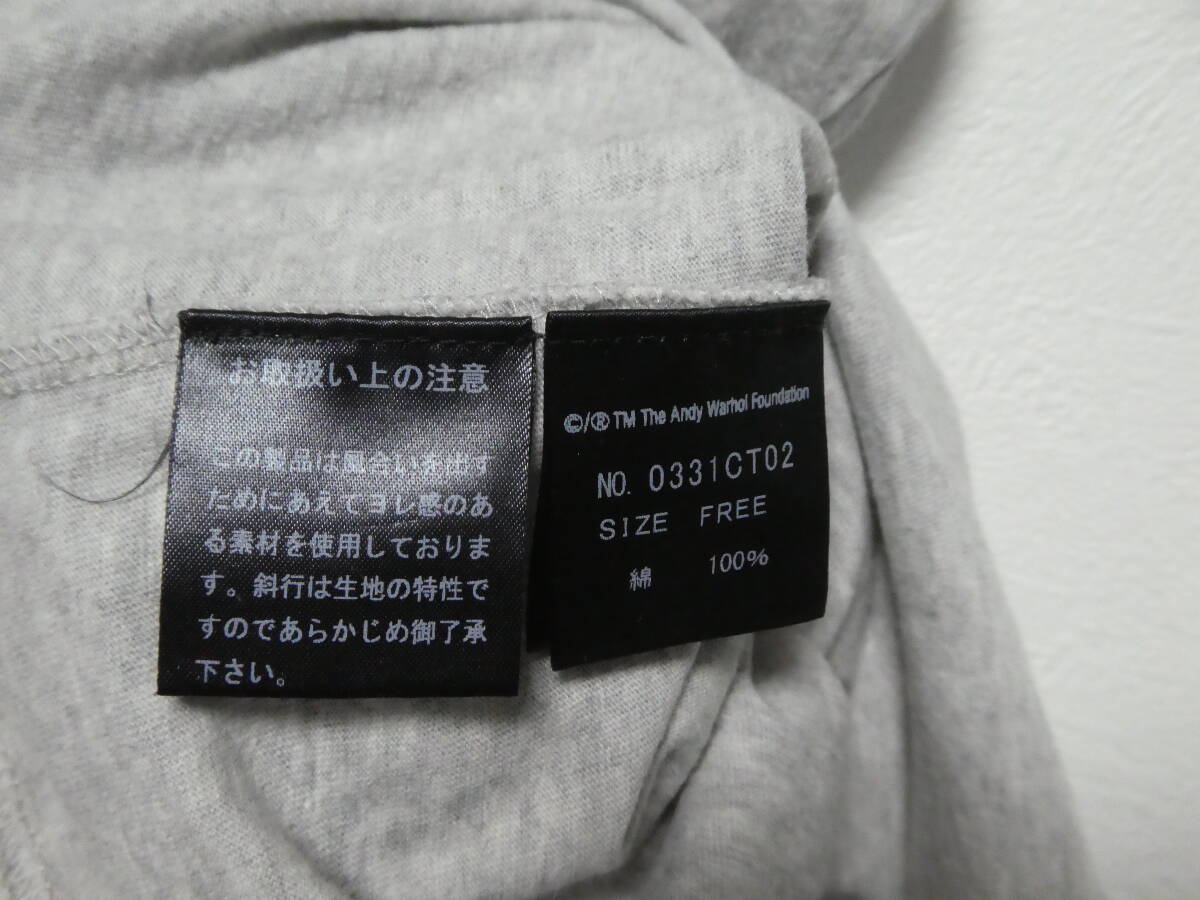 お取扱い上の注意
この製品は風合いを出す
ためにあえてヨレ感のあ
る素材を使用しておりま
す。斜行は生地の特性で
すのであらかじめ御了承
下さい。
©/® TM The Andy Warhol Foundation
NO. 0331CT02
SIZE FREE
綿 100%